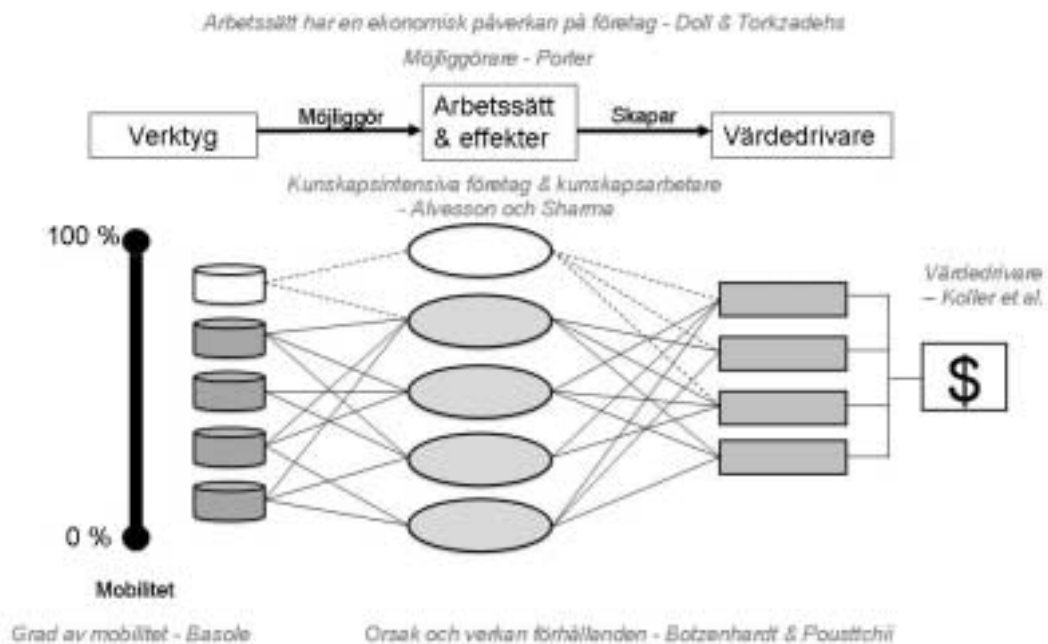 Arbetssätt har en ekonomisk påverkan på företag - Doll & Torkzadehs
Möjliggörare - Porter
Verktyg
Möjliggör
Arbetssätt
& effekter
Skapar
Värdedrivare
Kunskapsintensiva företag & kunskapsarbetare
- Alvesson och Sharma
100 %
Värdedrivare
– Koller et al.
$
0 %
Mobilitet
Grad av mobilitet - Basole
Orsak och verkan förhållanden - Botzenhardt & Pousttchii